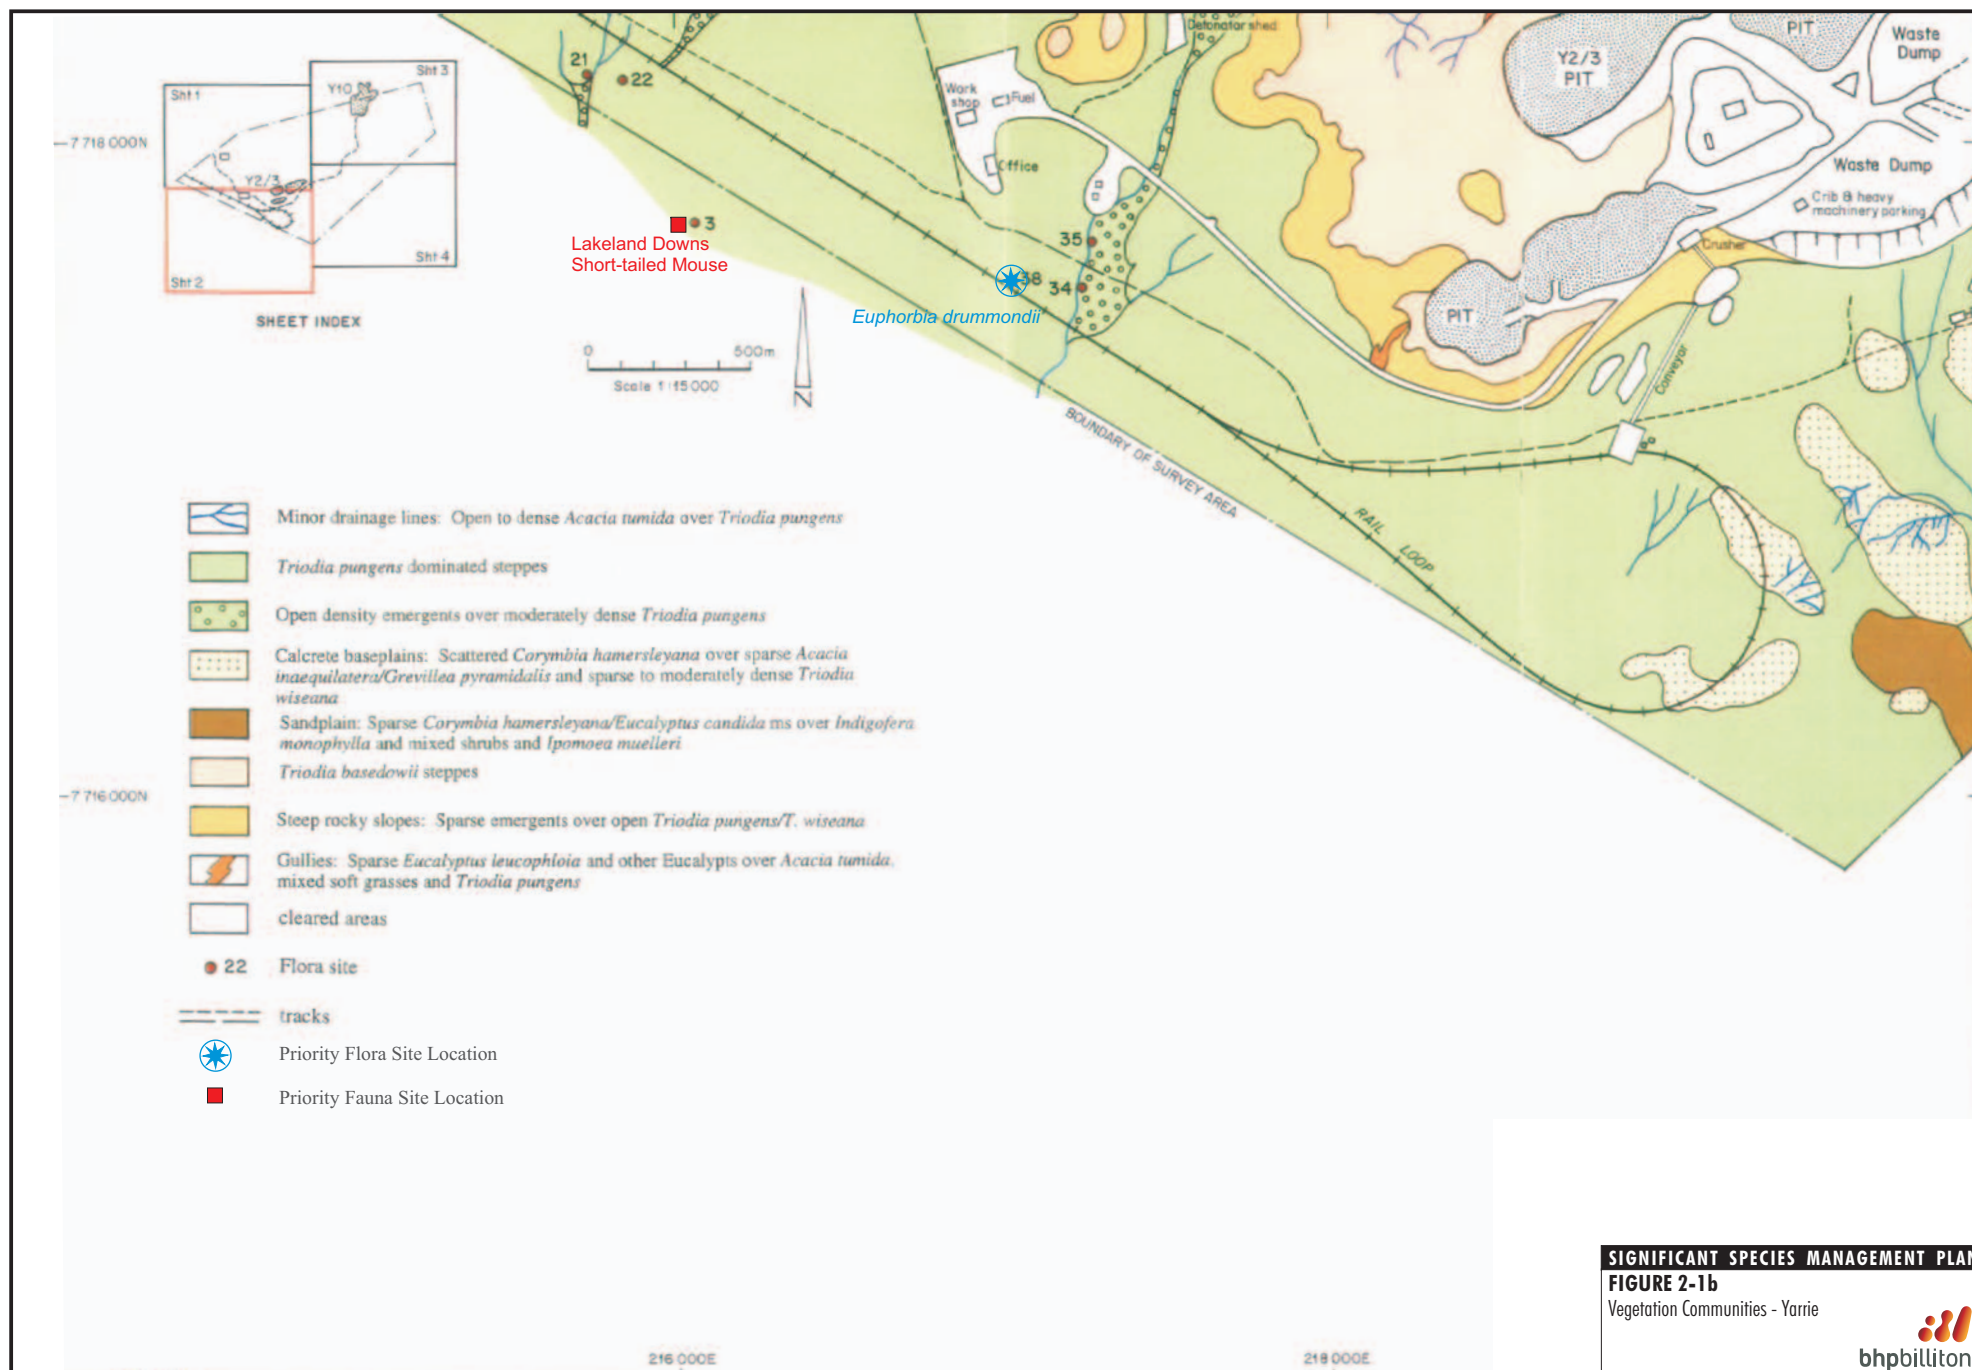 Detonator shed
PIT
Waste
Dump
Y2/3
PIT
Sht 1
Sht 3
Y10
21
22
Work
shop
Fuel
7 718 000N
Office
Waste Dump
Y2/3
Crib & heavy
machinery parking
3
35
Crusher
Lakeland Downs
Short-tailed Mouse
Sht 4
Sht 2
38
34
SHEET INDEX
Euphorbia drummondii
PIT
0 500m
Scale 1:15 000
N
Conveyor
BOUNDARY OF SURVEY AREA
RAIL LOOP
Minor drainage lines: Open to dense Acacia tumida over Triodia pungens
Triodia pungens dominated steppes
Open density emergents over moderately dense Triodia pungens
Calcrete baseplains: Scattered Corymbia hamersleyana over sparse Acacia
inaequilatera/Grevillea pyramidalis and sparse to moderately dense Triodia
wiseana
Sandplain: Sparse Corymbia hamersleyana/Eucalyptus candida ms over Indigofera
monophylla and mixed shrubs and Ipomoea muelleri
Triodia basedowii steppes
7 716 000N
Steep rocky slopes: Sparse emergents over open Triodia pungens/T. wiseana
Gullies: Sparse Eucalyptus leucophloia and other Eucalypts over Acacia tumida,
mixed soft grasses and Triodia pungens
cleared areas
22 Flora site
tracks
Priority Flora Site Location
Priority Fauna Site Location
SIGNIFICANT SPECIES MANAGEMENT PLAN
FIGURE 2-1b
Vegetation Communities - Yarrie
bhpbilliton
216 000E
218 000E